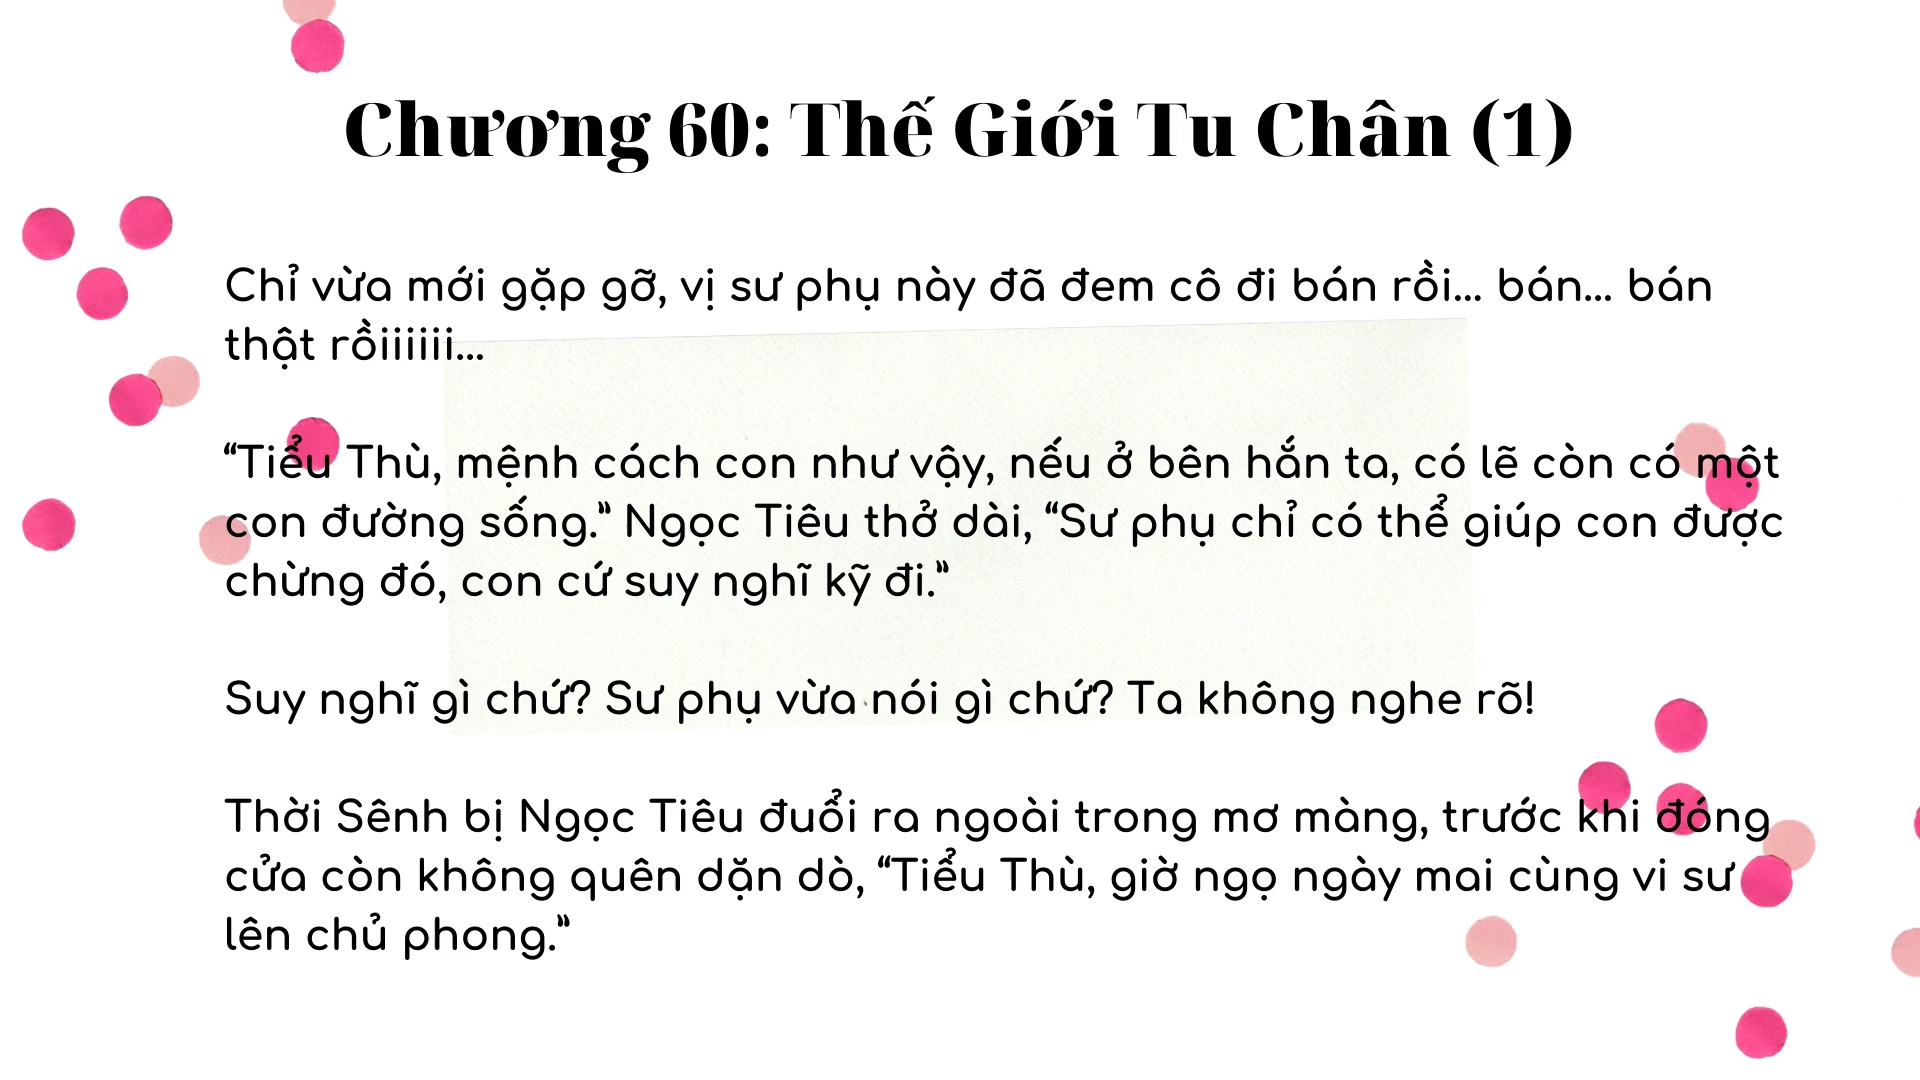 Chương 60: Thế Giới Tu Chân (1)
Chỉ vừa mới gặp gỡ, vị sư phụ này đã đem cô đi bán rồi... bán... bán
thật rồiiiiii...
“Tiểu Thù, mệnh cách con như vậy, nếu ở bên hắn ta, có lẽ còn có một
con đường sống.” Ngọc Tiêu thở dài, “Sư phụ chỉ có thể giúp con được
chừng đó, con cứ suy nghĩ kỹ đi.”
Suy nghĩ gì chứ? Sư phụ vừa nói gì chứ? Ta không nghe rõ!
Thời Sênh bị Ngọc Tiêu đuổi ra ngoài trong mơ màng, trước khi đóng
cửa còn không quên dặn dò, “Tiểu Thù, giờ ngọ ngày mai cùng vi sư
lên chủ phong.”